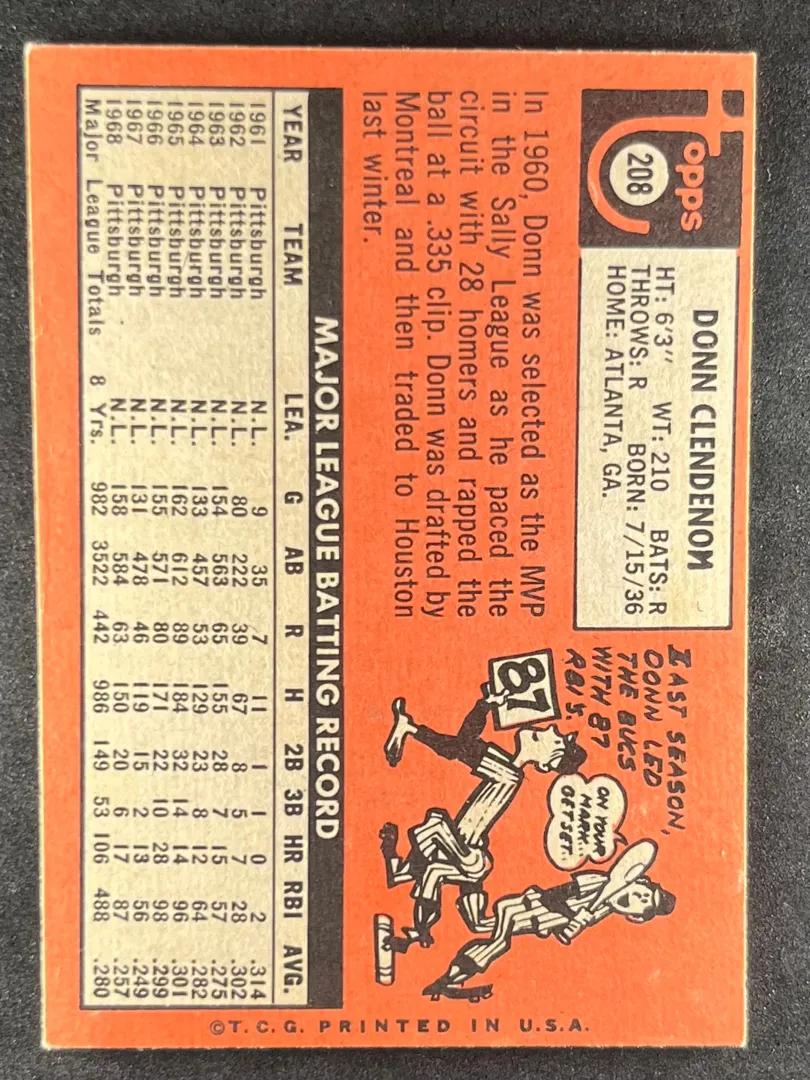 Topps
208
DONN CLENDENON
HT: 6'3" WT: 210 BATS: R
THROWS: R BORN: 7/15/36
HOME: ATLANTA, GA.
In 1960, Donn was selected as the MVP
in the Sally League as he paced the
circuit with 28 homers and rapped the
ball at a .335 clip. Donn was drafted by
Montreal and then traded to Houston
last winter.
LAST SEASON,
DONN LED
THE BUCS
WITH 87
RBI'S.
87
ON YOUR
MARK...
GET SET..
MAJOR LEAGUE BATTING RECORD
YEAR TEAM LEA. G AB R H 2B 3B HR RBI AVG.
1961 Pittsburgh N.L. 9 35 7 11 1 1 0 2 .314
1962 Pittsburgh N.L. 80 222 39 67 8 5 7 28 .302
1963 Pittsburgh N.L. 154 563 65 155 28 7 15 57 .275
1964 Pittsburgh N.L. 133 457 53 129 23 8 12 64 .282
1965 Pittsburgh N.L. 162 612 89 184 32 14 14 96 .301
1966 Pittsburgh N.L. 155 571 80 171 22 10 28 98 .299
1967 Pittsburgh N.L. 131 478 46 119 15 2 13 56 .249
1968 Pittsburgh N.L. 158 584 63 150 20 6 17 87 .257
Major League Totals 8 Yrs. 982 3522 442 986 149 53 106 488 .280
©T.C.G. PRINTED IN U.S.A.